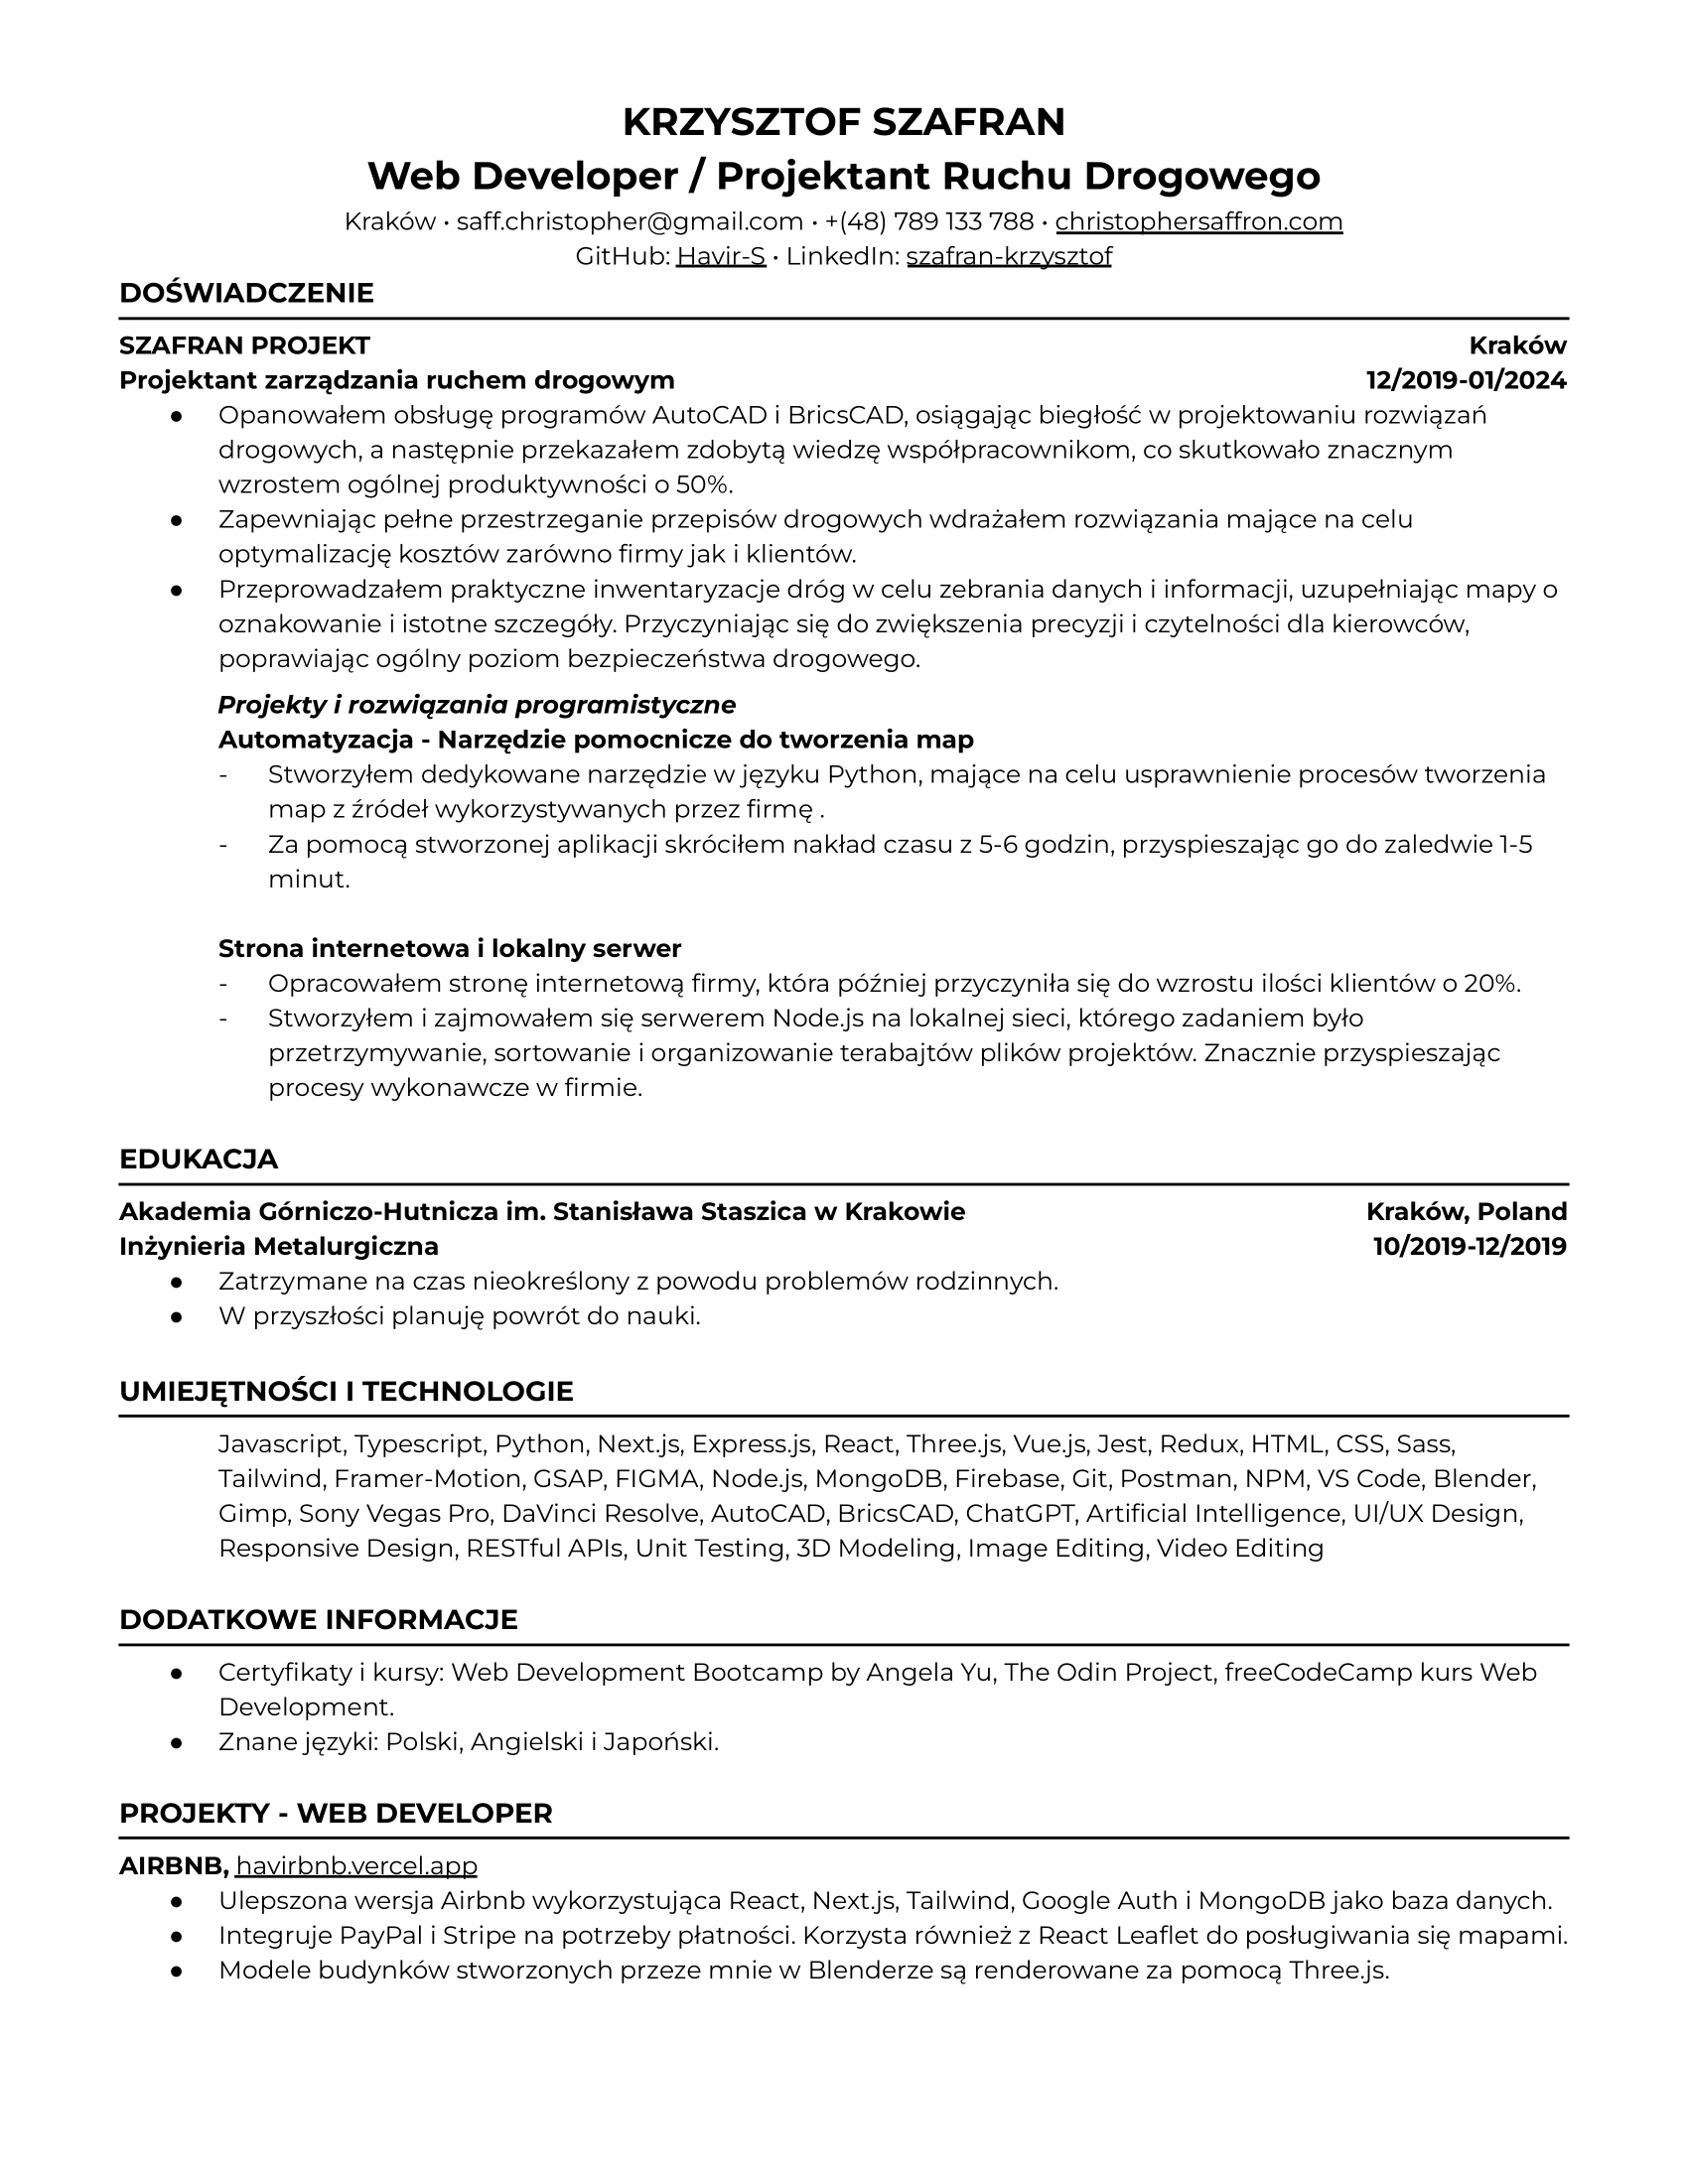 KRZYSZTOF SZAFRAN
Web Developer / Projektant Ruchu Drogowego
Kraków • saff.christopher@gmail.com • +(48) 789 133 788 • christophersaffron.com
GitHub: Havir-S • LinkedIn: szafran-krzysztof
DOŚWIADCZENIE
SZAFRAN PROJEKT Kraków
Projektant zarządzania ruchem drogowym 12/2019-01/2024
● Opanowałem obsługę programów AutoCAD i BricsCAD, osiągając biegłość w projektowaniu rozwiązań
drogowych, a następnie przekazałem zdobytą wiedzę współpracownikom, co skutkowało znacznym
wzrostem ogólnej produktywności o 50%.
● Zapewniając pełne przestrzeganie przepisów drogowych wdrażałem rozwiązania mające na celu
optymalizację kosztów zarówno firmy jak i klientów.
● Przeprowadzałem praktyczne inwentaryzacje dróg w celu zebrania danych i informacji, uzupełniając mapy o
oznakowanie i istotne szczegóły. Przyczyniając się do zwiększenia precyzji i czytelności dla kierowców,
poprawiając ogólny poziom bezpieczeństwa drogowego.
Projekty i rozwiązania programistyczne
Automatyzacja - Narzędzie pomocnicze do tworzenia map
- Stworzyłem dedykowane narzędzie w języku Python, mające na celu usprawnienie procesów tworzenia
map z źródeł wykorzystywanych przez firmę .
- Za pomocą stworzonej aplikacji skróciłem nakład czasu z 5-6 godzin, przyspieszając go do zaledwie 1-5
minut.
Strona internetowa i lokalny serwer
- Opracowałem stronę internetową firmy, która później przyczyniła się do wzrostu ilości klientów o 20%.
- Stworzyłem i zajmowałem się serwerem Node.js na lokalnej sieci, którego zadaniem było
przetrzymywanie, sortowanie i organizowanie terabajtów plików projektów. Znacznie przyspieszając
procesy wykonawcze w firmie.
EDUKACJA
Akademia Górniczo-Hutnicza im. Stanisława Staszica w Krakowie Kraków, Poland
Inżynieria Metalurgiczna 10/2019-12/2019
● Zatrzymane na czas nieokreślony z powodu problemów rodzinnych.
● W przyszłości planuję powrót do nauki.
UMIEJĘTNOŚCI I TECHNOLOGIE
Javascript, Typescript, Python, Next.js, Express.js, React, Three.js, Vue.js, Jest, Redux, HTML, CSS, Sass,
Tailwind, Framer-Motion, GSAP, FIGMA, Node.js, MongoDB, Firebase, Git, Postman, NPM, VS Code, Blender,
Gimp, Sony Vegas Pro, DaVinci Resolve, AutoCAD, BricsCAD, ChatGPT, Artificial Intelligence, UI/UX Design,
Responsive Design, RESTful APIs, Unit Testing, 3D Modeling, Image Editing, Video Editing
DODATKOWE INFORMACJE
● Certyfikaty i kursy: Web Development Bootcamp by Angela Yu, The Odin Project, freeCodeCamp kurs Web
Development.
● Znane języki: Polski, Angielski i Japoński.
PROJEKTY - WEB DEVELOPER
AIRBNB, havirbnb.vercel.app
● Ulepszona wersja Airbnb wykorzystująca React, Next.js, Tailwind, Google Auth i MongoDB jako baza danych.
● Integruje PayPal i Stripe na potrzeby płatności. Korzysta również z React Leaflet do posługiwania się mapami.
● Modele budynków stworzonych przeze mnie w Blenderze są renderowane za pomocą Three.js.